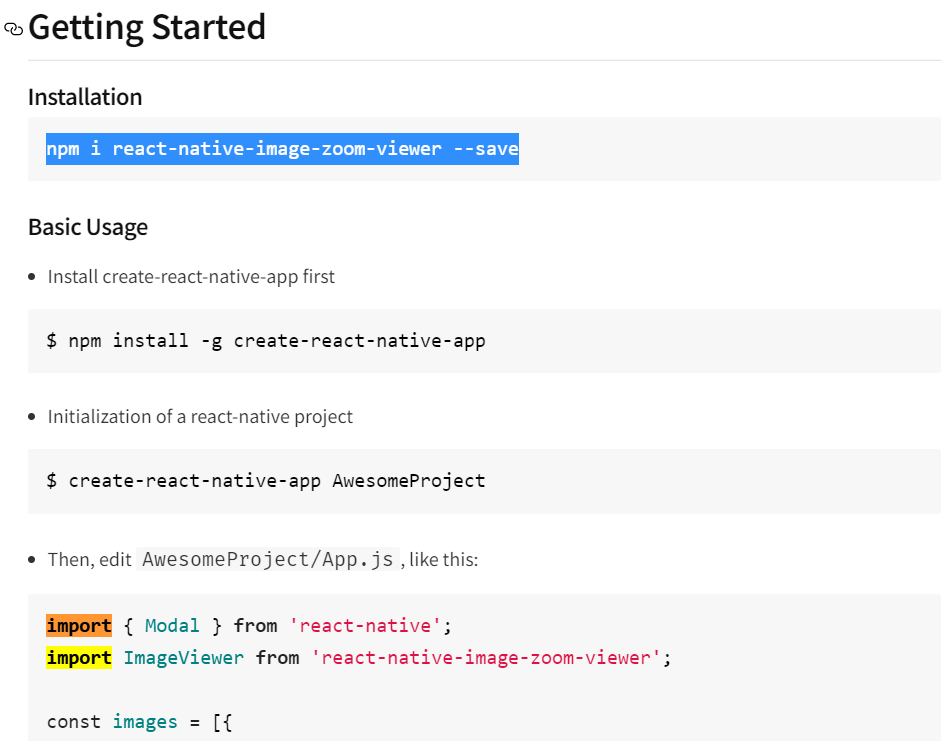 Getting Started
Installation
npm i react-native-image-zoom-viewer --save
Basic Usage
Install create-react-native-app first
$ npm install -g create-react-native-app
Initialization of a react-native project
$ create-react-native-app AwesomeProject
Then, edit AwesomeProject/App.js , like this:
import { Modal } from 'react-native';
import ImageViewer from 'react-native-image-zoom-viewer';
const images = [{